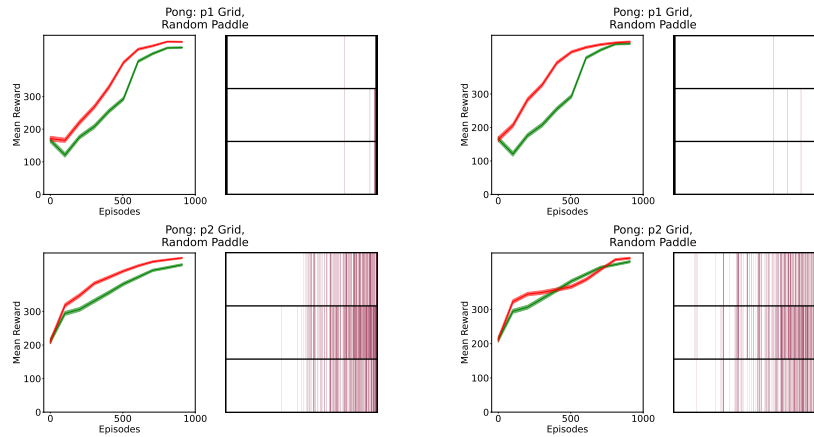 Pong: p1 Grid,
Random Paddle
Mean Reward
300
200
100
0
0 500 1000
Episodes
Pong: p1 Grid,
Random Paddle
Mean Reward
300
200
100
0
0 500 1000
Episodes
Pong: p2 Grid,
Random Paddle
Mean Reward
300
200
100
0
0 500 1000
Episodes
Pong: p2 Grid,
Random Paddle
Mean Reward
300
200
100
0
0 500 1000
Episodes